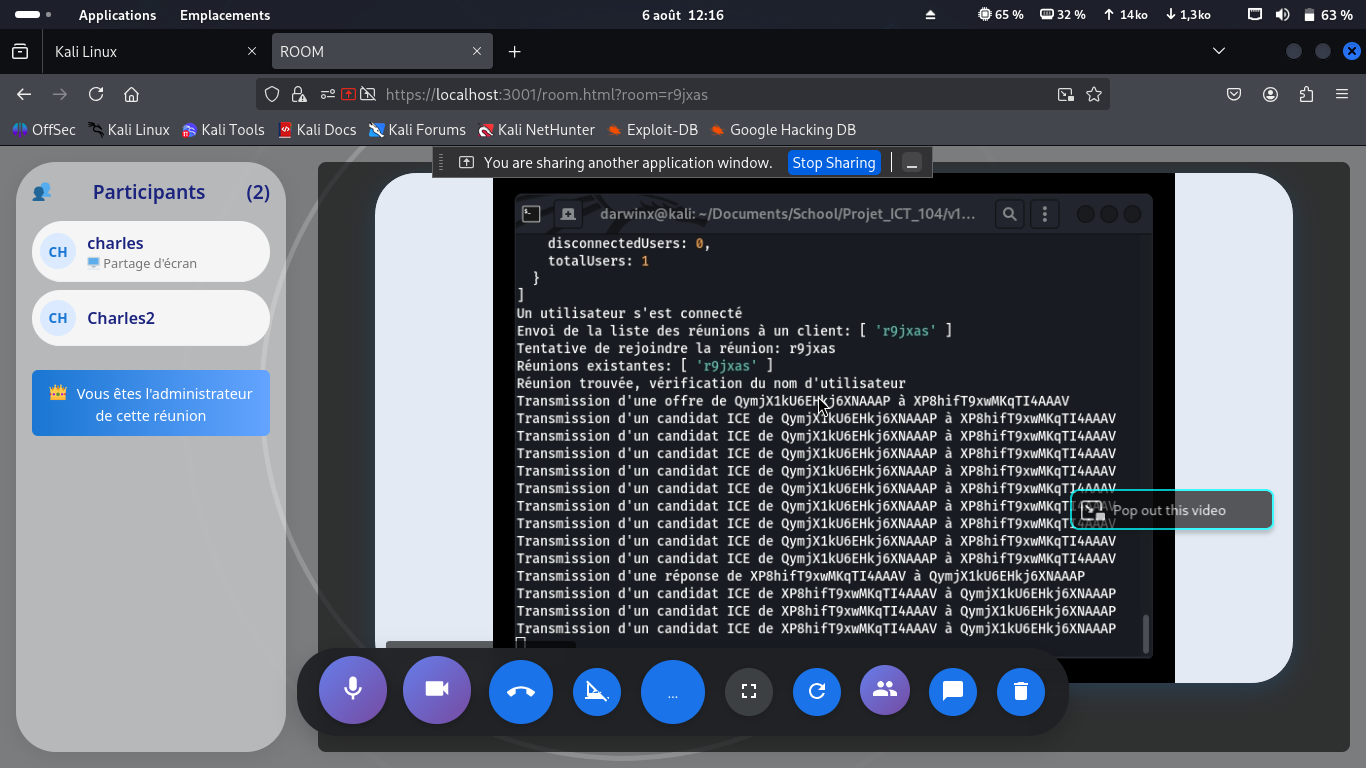 Applications Emplacements 6 août 12:16 65 % 32 % 14ko 1,3ko 63 %
Kali Linux ROOM
https://localhost:3001/room.html?room=r9jxas
OffSec Kali Linux Kali Tools Kali Docs Kali Forums Kali NetHunter Exploit-DB Google Hacking DB
You are sharing another application window. Stop Sharing
Participants (2)
CH charles
Partage d'écran
CH Charles2
Vous êtes l'administrateur
de cette réunion
darwinx@kali: ~/Documents/School/Projet_ICT_104/v1...
disconnectedUsers: 0,
totalUsers: 1
}
]
Un utilisateur s'est connecté
Envoi de la liste des réunions à un client: [ 'r9jxas' ]
Tentative de rejoindre la réunion: r9jxas
Réunions existantes: [ 'r9jxas' ]
Réunion trouvée, vérification du nom d'utilisateur
Transmission d'une offre de QymjX1kU6EHkj6XNAAAP à XP8hifT9xwMKqTI4AAAV
Transmission d'un candidat ICE de QymjX1kU6EHkj6XNAAAP à XP8hifT9xwMKqTI4AAAV
Transmission d'un candidat ICE de QymjX1kU6EHkj6XNAAAP à XP8hifT9xwMKqTI4AAAV
Transmission d'un candidat ICE de QymjX1kU6EHkj6XNAAAP à XP8hifT9xwMKqTI4AAAV
Transmission d'un candidat ICE de QymjX1kU6EHkj6XNAAAP à XP8hifT9xwMKqTI4AAAV
Transmission d'un candidat ICE de QymjX1kU6EHkj6XNAAAP à XP8hifT9xwMKqTI4AAAV
Transmission d'un candidat ICE de QymjX1kU6EHkj6XNAAAP à XP8hifT9xwMKqTI4AAAV
Pop out this video
Transmission d'un candidat ICE de QymjX1kU6EHkj6XNAAAP à XP8hifT9xwMKqTI4AAAV
Transmission d'un candidat ICE de QymjX1kU6EHkj6XNAAAP à XP8hifT9xwMKqTI4AAAV
Transmission d'un candidat ICE de QymjX1kU6EHkj6XNAAAP à XP8hifT9xwMKqTI4AAAV
Transmission d'une réponse de XP8hifT9xwMKqTI4AAAV à QymjX1kU6EHkj6XNAAAP
Transmission d'un candidat ICE de XP8hifT9xwMKqTI4AAAV à QymjX1kU6EHkj6XNAAAP
Transmission d'un candidat ICE de XP8hifT9xwMKqTI4AAAV à QymjX1kU6EHkj6XNAAAP
Transmission d'un candidat ICE de XP8hifT9xwMKqTI4AAAV à QymjX1kU6EHkj6XNAAAP
...